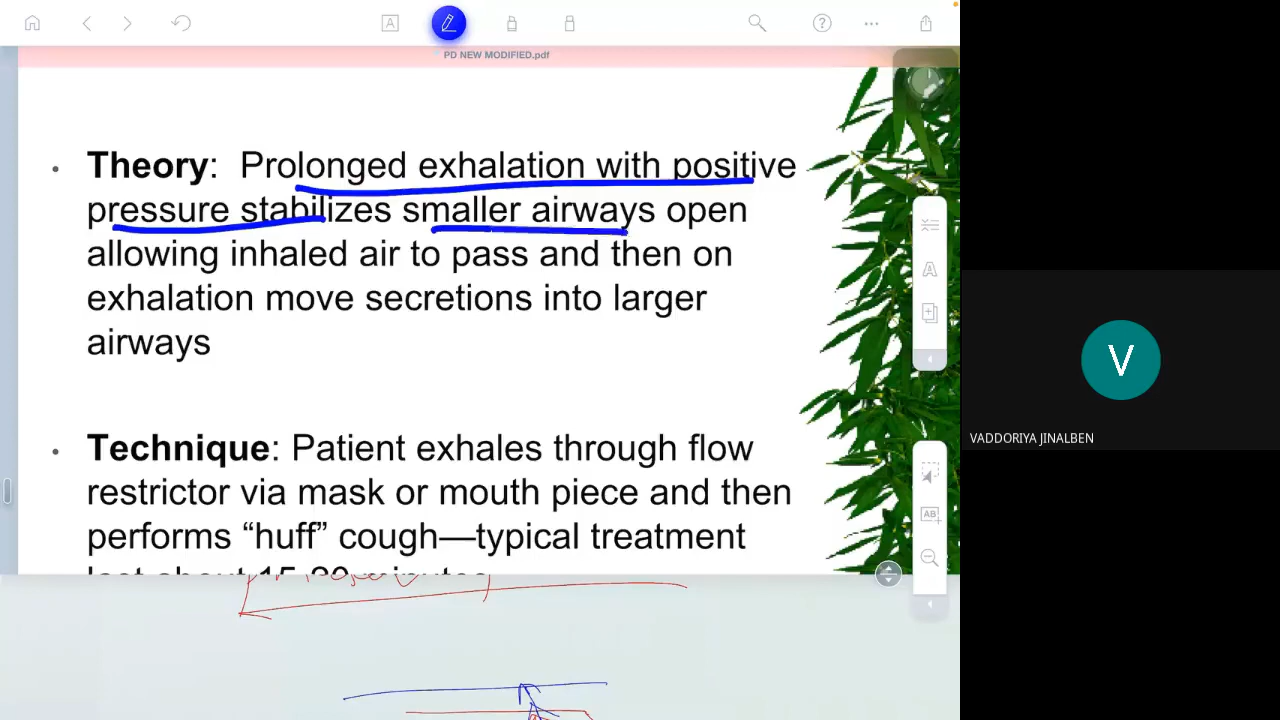 A
PD NEW MODIFIED.pdf
• Theory: Prolonged exhalation with positive
pressure stabilizes smaller airways open
allowing inhaled air to pass and then on
exhalation move secretions into larger
airways
• Technique: Patient exhales through flow
restrictor via mask or mouth piece and then
performs “huff” cough—typical treatment
A
AB
V
VADDORIYA JINALBEN